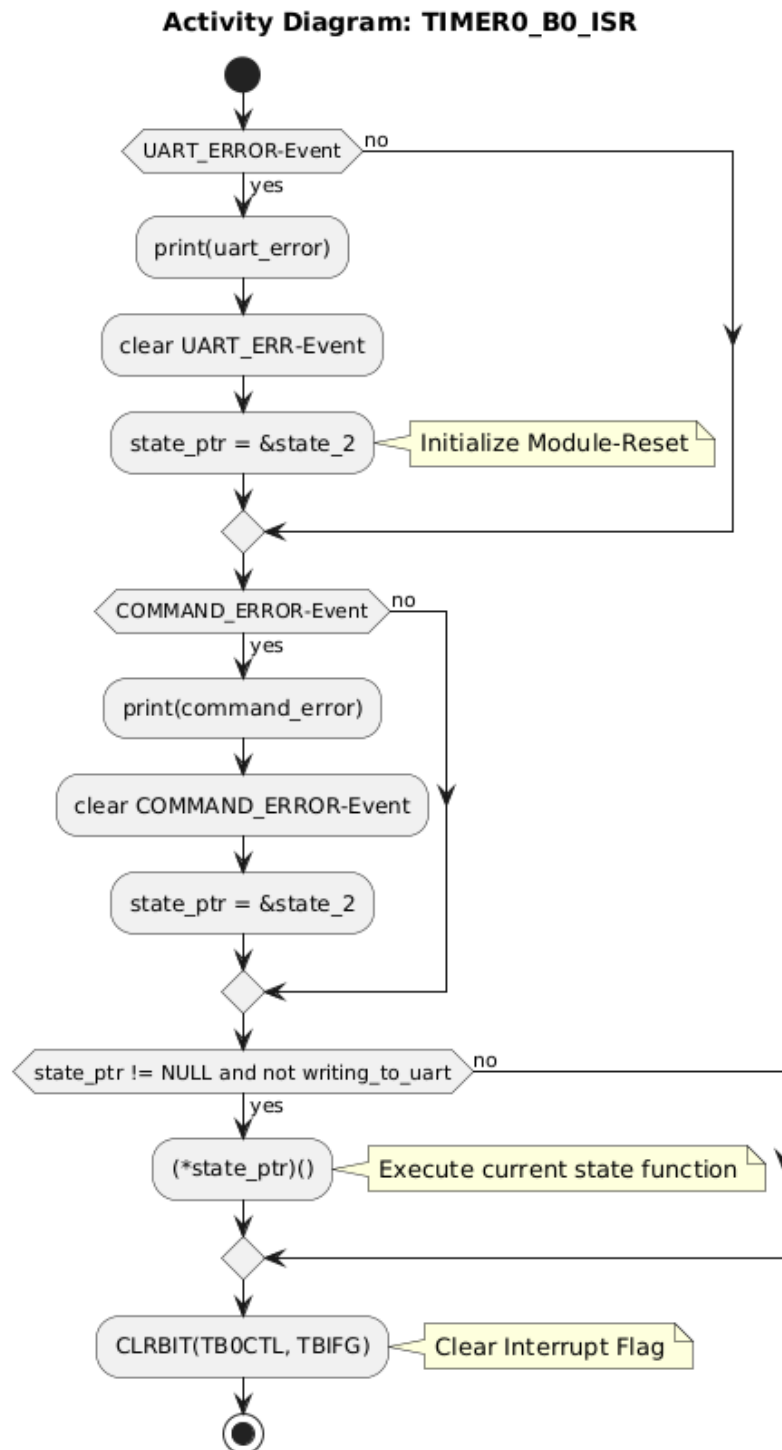 Activity Diagram: TIMER0_B0_ISR
UART_ERROR-Event
no
yes
print(uart_error)
clear UART_ERR-Event
state_ptr = &state_2
Initialize Module-Reset
COMMAND_ERROR-Event
no
yes
print(command_error)
clear COMMAND_ERROR-Event
state_ptr = &state_2
state_ptr != NULL and not writing_to_uart
no
yes
(*state_ptr)()
Execute current state function
CLRBIT(TB0CTL, TBIFG)
Clear Interrupt Flag